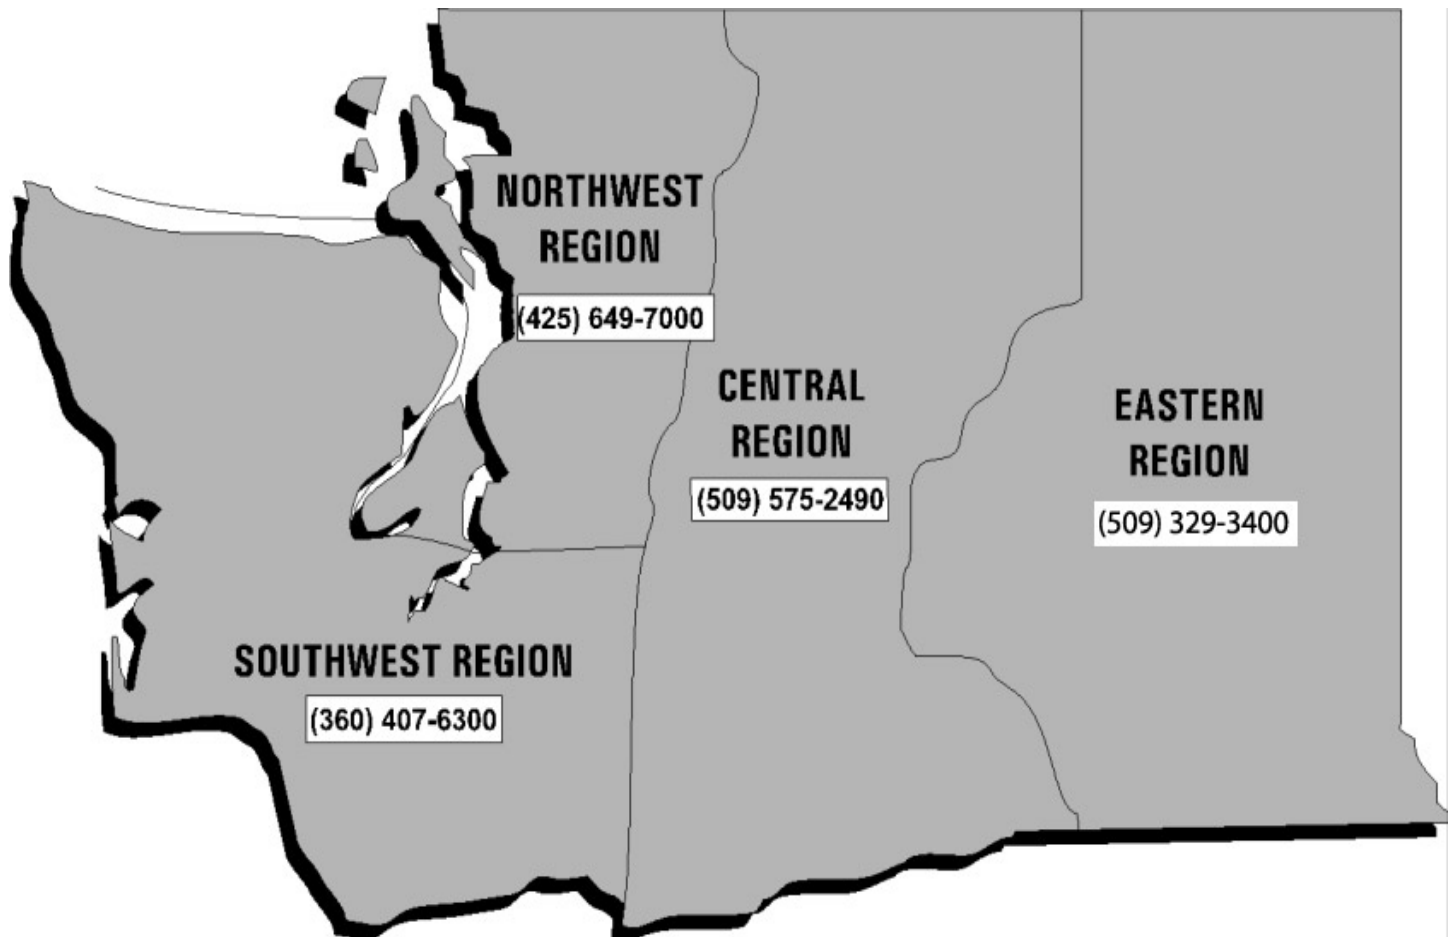 NORTHWEST
REGION
(425) 649-7000
CENTRAL
REGION
(509) 575-2490
EASTERN
REGION
(509) 329-3400
SOUTHWEST REGION
(360) 407-6300